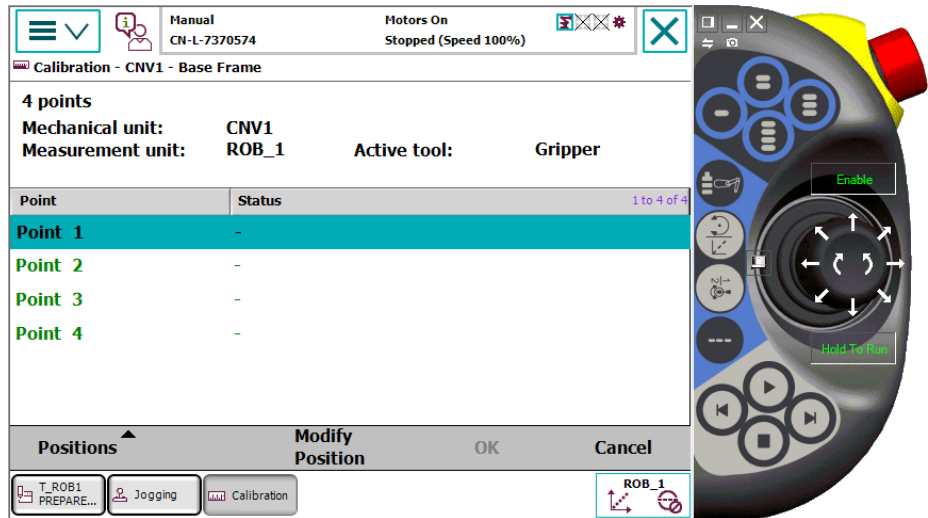 Manual
CN-L-7370574
Motors On
Stopped (Speed 100%)
Calibration - CNV1 - Base Frame
4 points
Mechanical unit: CNV1
Measurement unit: ROB_1 Active tool: Gripper
Point Status 1 to 4 of 4
Point 1 -
Point 2 -
Point 3 -
Point 4 -
Positions
Modify
Position
OK
Cancel
T_ROB1
PREPARE...
Jogging
Calibration
ROB_1
Enable
Hold To Run